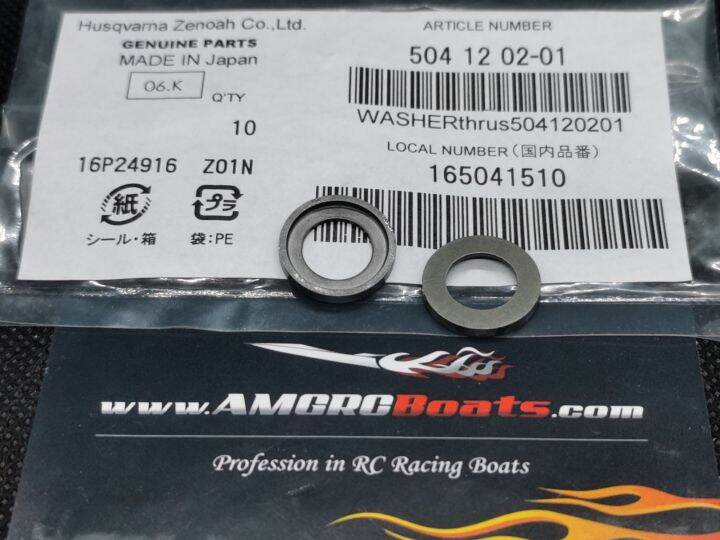 Husqvarna Zenoah Co.,Ltd.
GENUINE PARTS
MADE IN Japan
06.K
Q'TY
10
16P24916 Z01N
紙
シール・箱
プラ
袋:PE
ARTICLE NUMBER
504 12 02-01
WASHERthrus504120201
LOCAL NUMBER(国内品番)
165041510
www.AMGRCBoats.com
Profession in RC Racing Boats